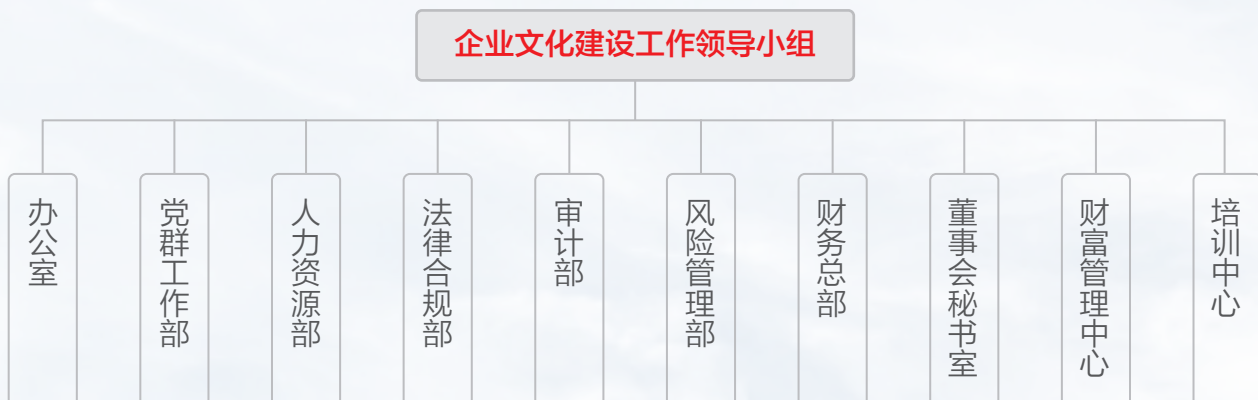 企业文化建设工作领导小组
办公室
党群工作部
人力资源部
法律合规部
审计部
风险管理部
财务总部
董事会秘书室
财富管理中心
培训中心